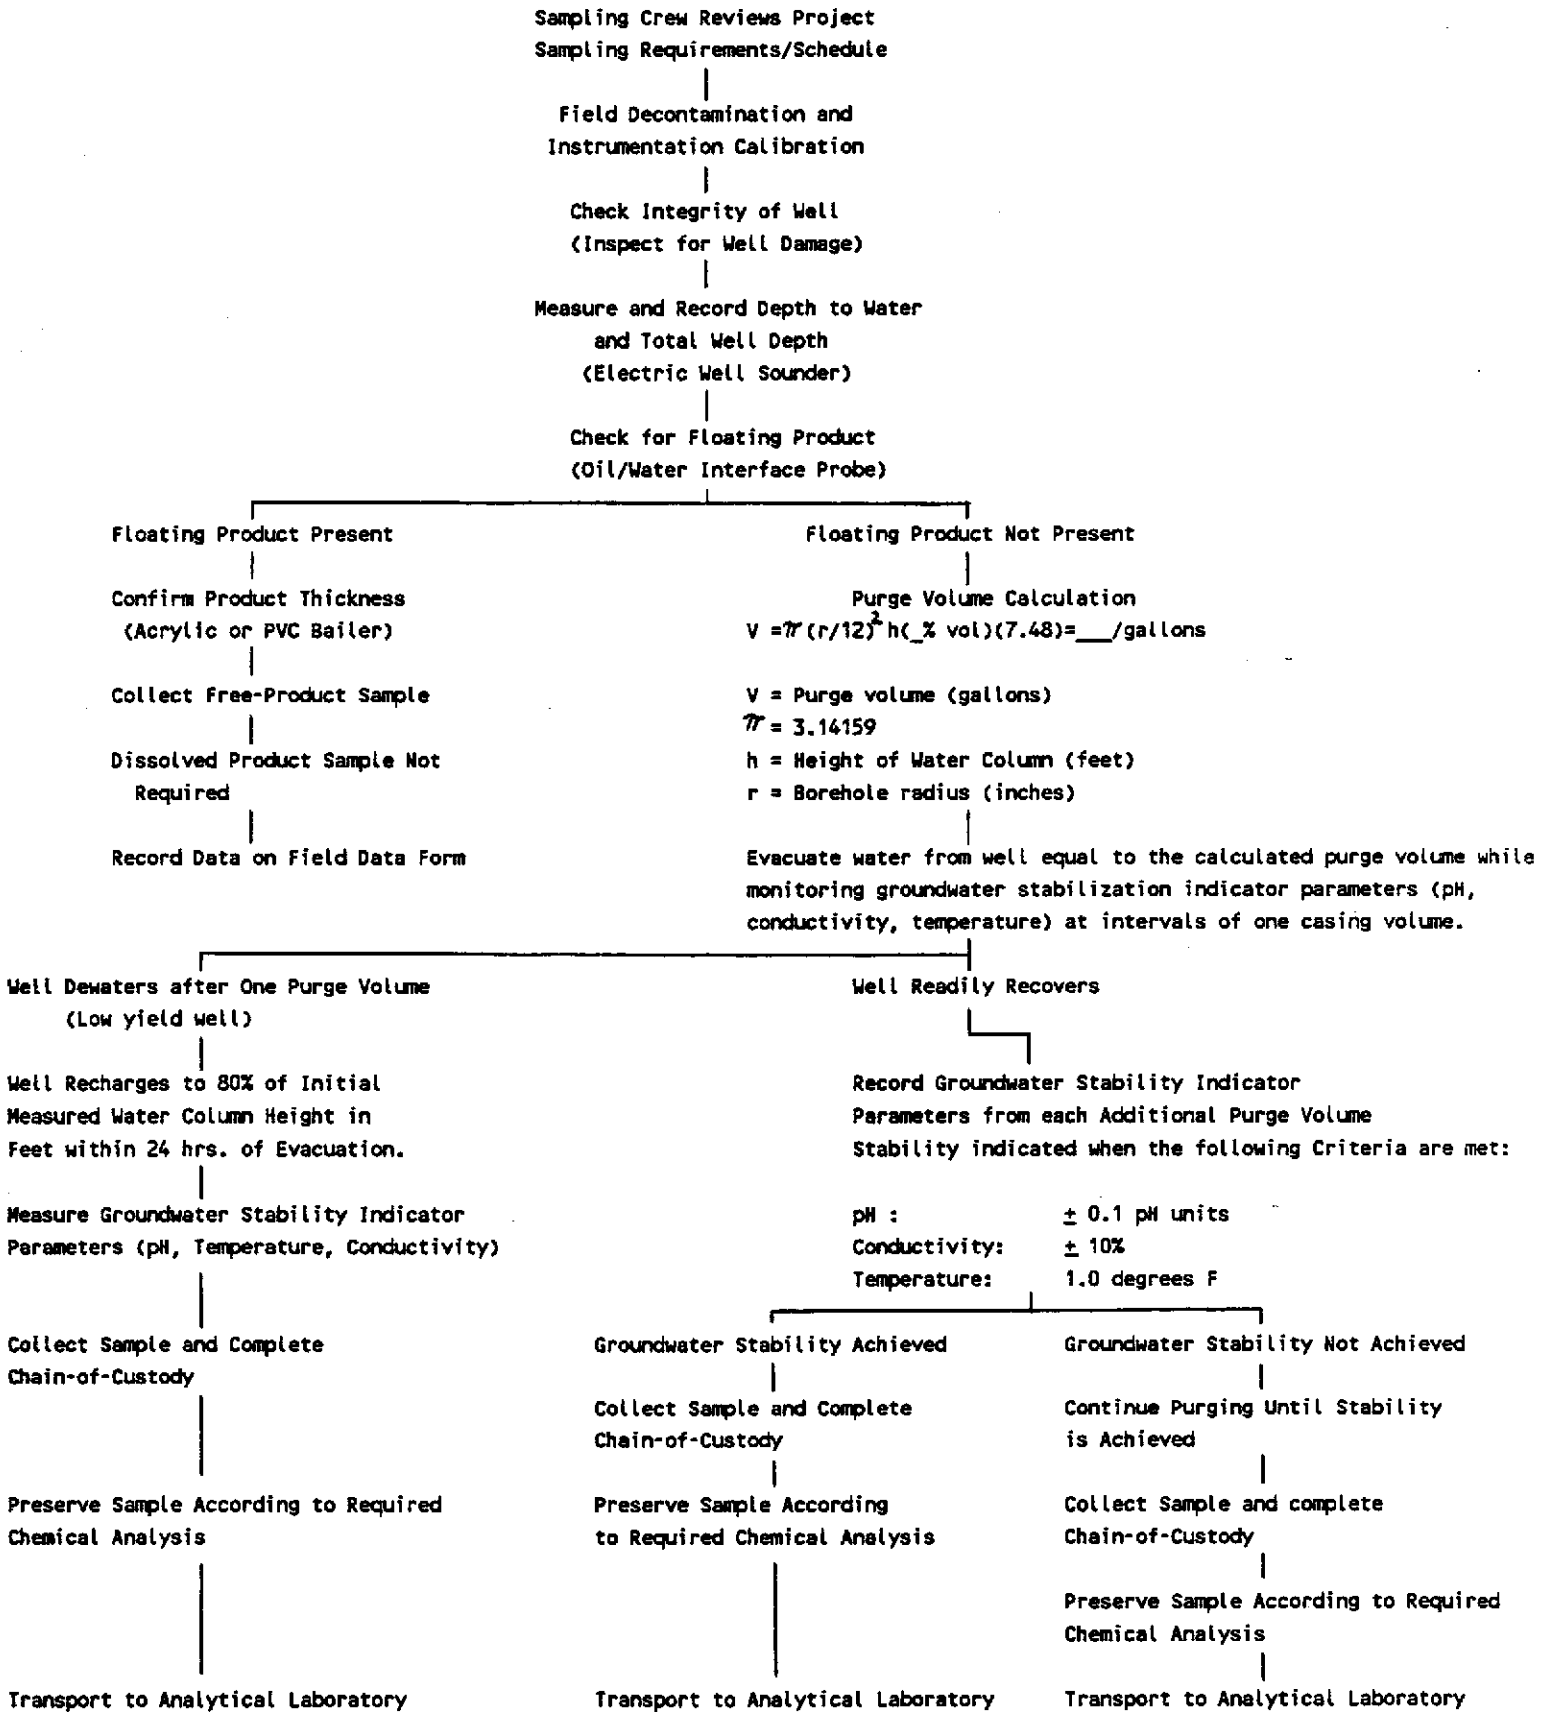 Sampling Crew Reviews Project
Sampling Requirements/Schedule
Field Decontamination and
Instrumentation Calibration
Check Integrity of Well
(Inspect for Well Damage)
Measure and Record Depth to Water
and Total Well Depth
(Electric Well Sounder)
Check for Floating Product
(Oil/Water Interface Probe)
Floating Product Present
Confirm Product Thickness
(Acrylic or PVC Bailer)
Collect Free-Product Sample
Dissolved Product Sample Not
Required
Record Data on Field Data Form
Floating Product Not Present
Purge Volume Calculation
V =π(r/12)² h(_% vol)(7.48)=___/gallons
V = Purge volume (gallons)
π = 3.14159
h = Height of Water Column (feet)
r = Borehole radius (inches)
Evacuate water from well equal to the calculated purge volume while
monitoring groundwater stabilization indicator parameters (pH,
conductivity, temperature) at intervals of one casing volume.
Well Dewaters after One Purge Volume
(Low yield well)
Well Recharges to 80% of Initial
Measured Water Column Height in
Feet within 24 hrs. of Evacuation.
Measure Groundwater Stability Indicator
Parameters (pH, Temperature, Conductivity)
Collect Sample and Complete
Chain-of-Custody
Preserve Sample According to Required
Chemical Analysis
Transport to Analytical Laboratory
Well Readily Recovers
Record Groundwater Stability Indicator
Parameters from each Additional Purge Volume
Stability indicated when the following Criteria are met:
pH : ± 0.1 pH units
Conductivity: ± 10%
Temperature: 1.0 degrees F
Groundwater Stability Achieved
Collect Sample and Complete
Chain-of-Custody
Preserve Sample According
to Required Chemical Analysis
Transport to Analytical Laboratory
Groundwater Stability Not Achieved
Continue Purging Until Stability
is Achieved
Collect Sample and complete
Chain-of-Custody
Preserve Sample According to Required
Chemical Analysis
Transport to Analytical Laboratory